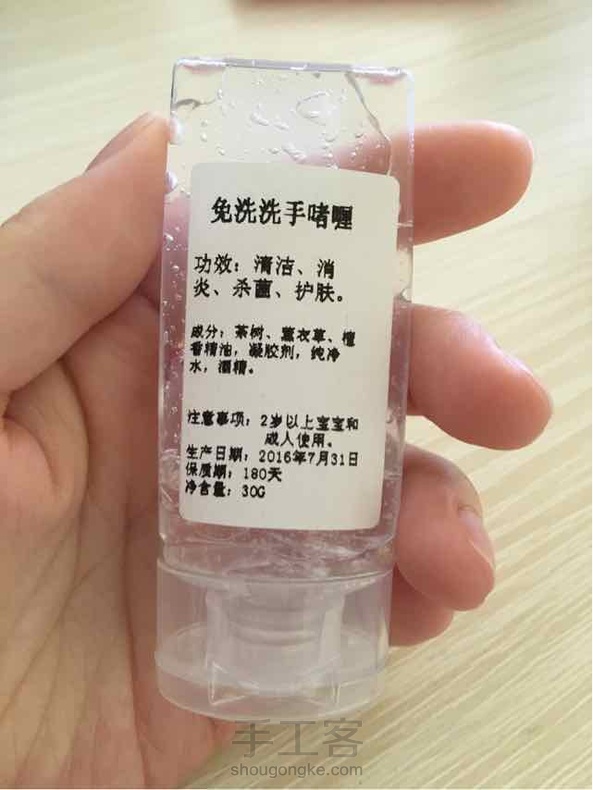 免洗洗手啫喱
功效：清洁、消
炎、杀菌、护肤。
成分：茶树、薰衣草、檀
香精油，凝胶剂，纯冷
水，酒精。
注意事项：2岁以上宝宝和
成人使用。
生产日期：2016年7月31日
保质期：180天
净含量：30G
手工客
shougongke.com